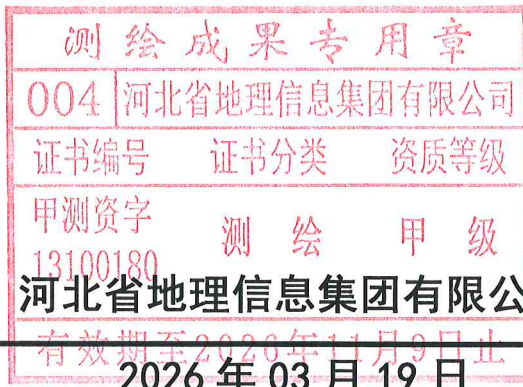 测绘成果专用章
004 河北省地理信息集团有限公司
证书编号 证书分类 资质等级
甲测资字
13100180 测绘 甲级
河北省地理信息集团有限公
有效期至2026年11月9日止
2026 年 03 月 19 日